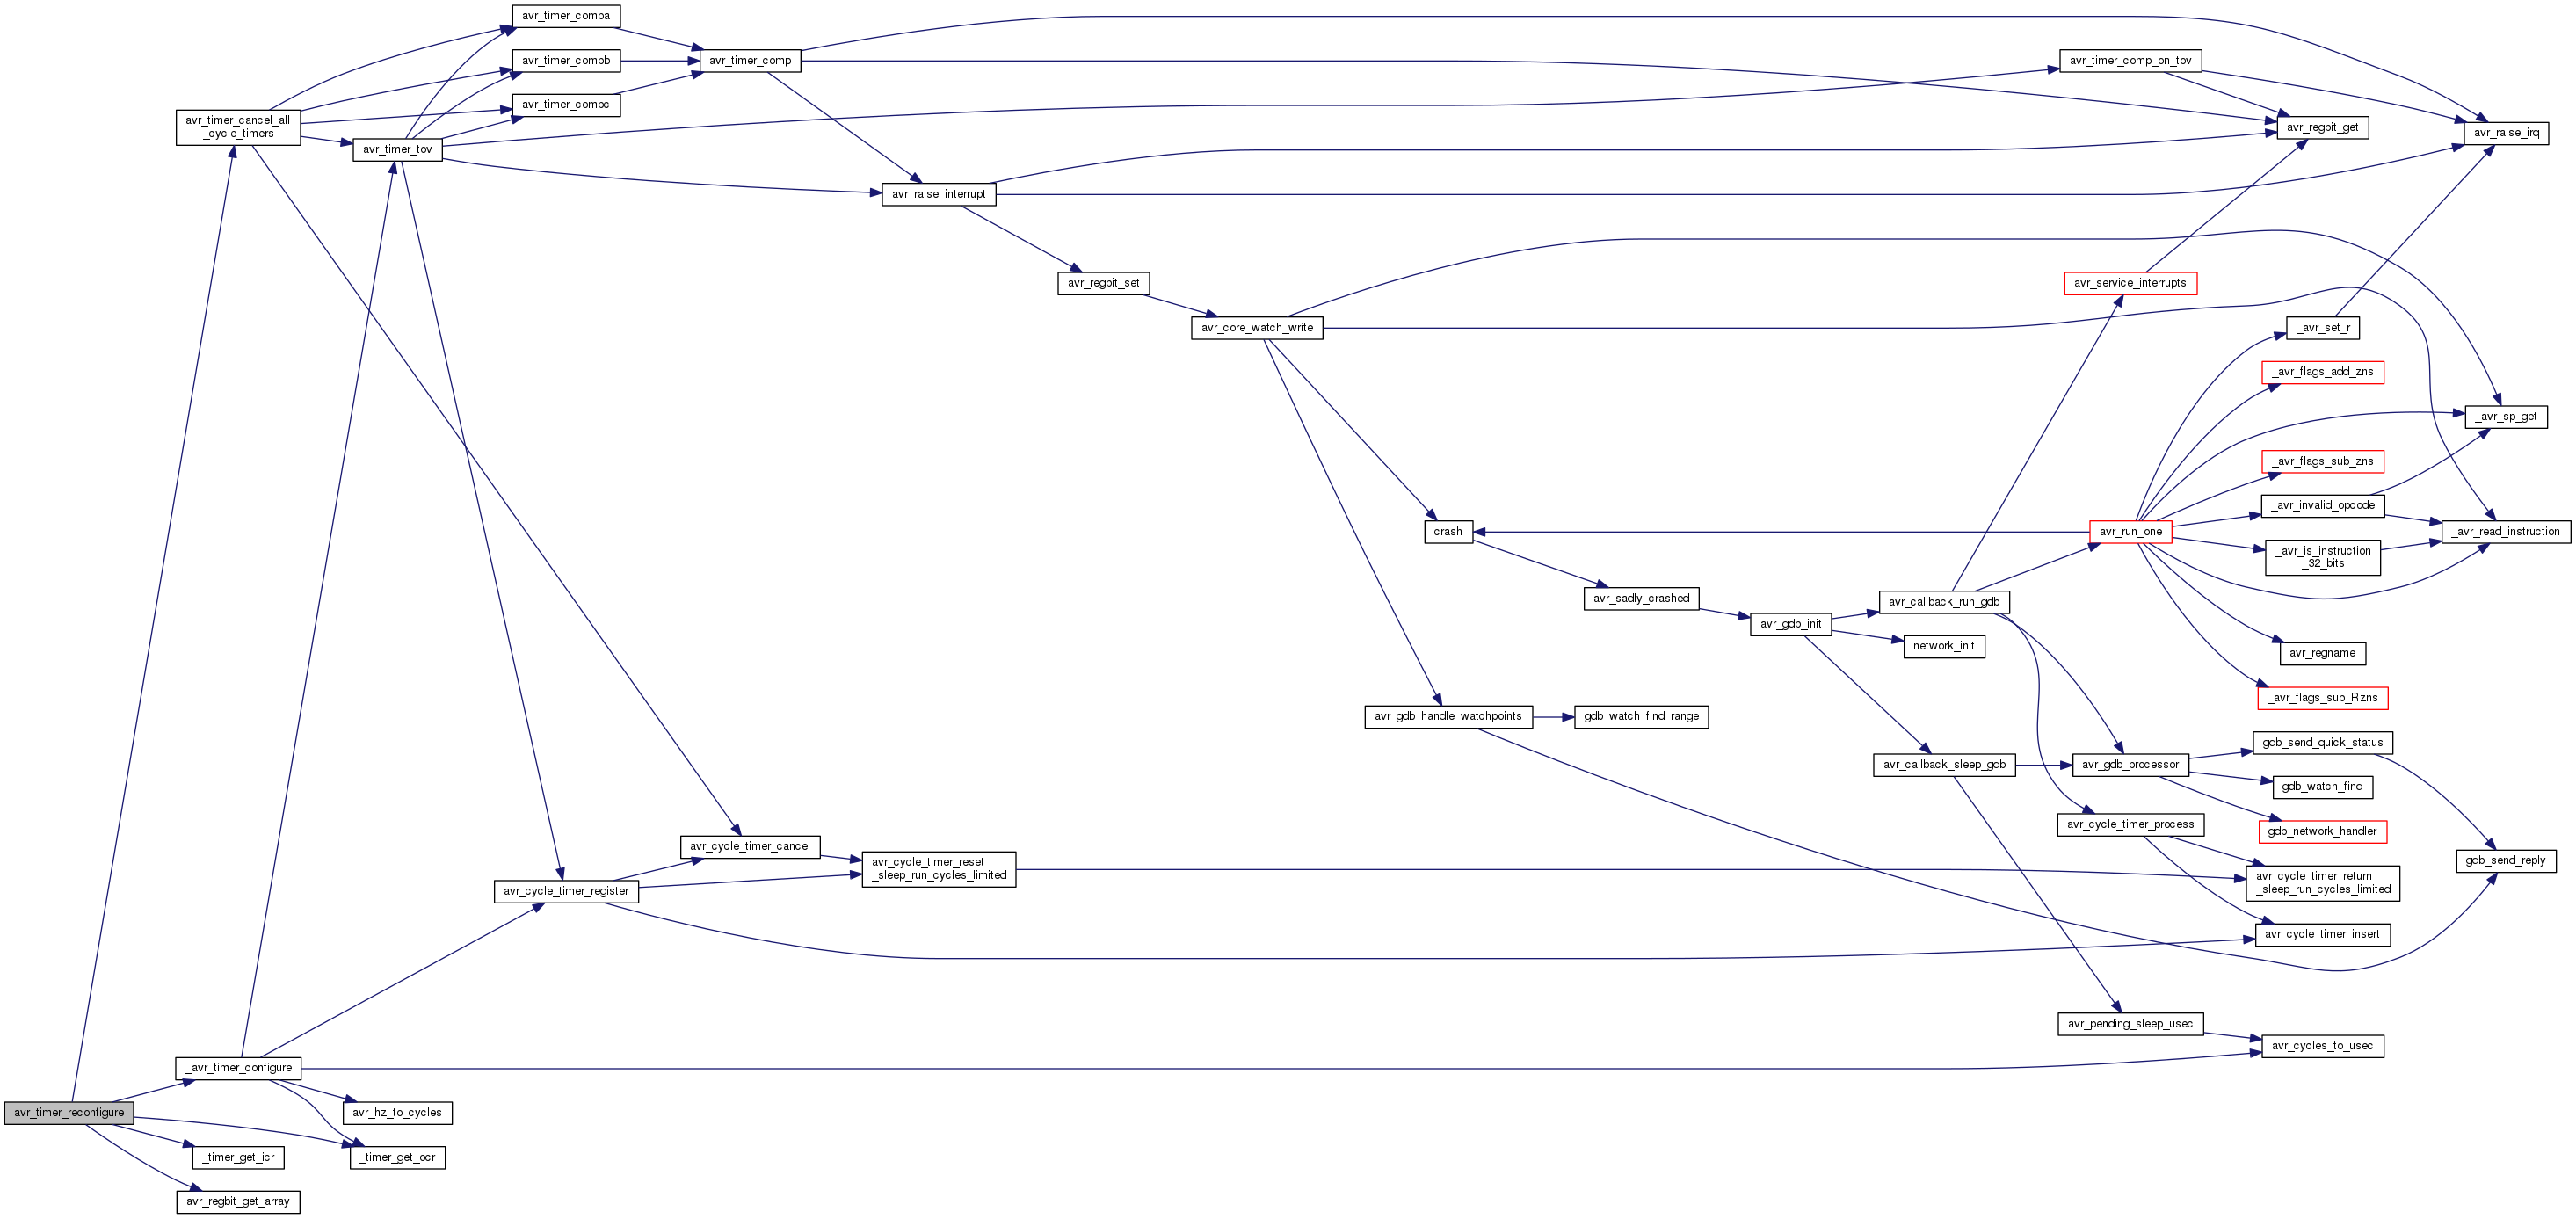 avr_timer_compa
avr_timer_compb
avr_timer_comp
avr_timer_comp_on_tov
avr_timer_compc
avr_timer_cancel_all
_cycle_timers
avr_regbit_get
avr_raise_irq
avr_timer_tov
avr_raise_interrupt
avr_regbit_set
avr_service_interrupts
avr_core_watch_write
_avr_set_r
_avr_flags_add_zns
_avr_sp_get
_avr_flags_sub_zns
_avr_invalid_opcode
crash
avr_run_one
_avr_read_instruction
_avr_is_instruction
_32_bits
avr_sadly_crashed
avr_callback_run_gdb
avr_gdb_init
network_init
avr_regname
_avr_flags_sub_Rzns
avr_gdb_handle_watchpoints
gdb_watch_find_range
gdb_send_quick_status
avr_callback_sleep_gdb
avr_gdb_processor
gdb_watch_find
avr_cycle_timer_process
gdb_network_handler
avr_cycle_timer_cancel
avr_cycle_timer_reset
_sleep_run_cycles_limited
gdb_send_reply
avr_cycle_timer_return
_sleep_run_cycles_limited
avr_cycle_timer_register
avr_cycle_timer_insert
avr_pending_sleep_usec
avr_cycles_to_usec
_avr_timer_configure
avr_timer_reconfigure
avr_hz_to_cycles
_timer_get_icr
_timer_get_ocr
avr_regbit_get_array